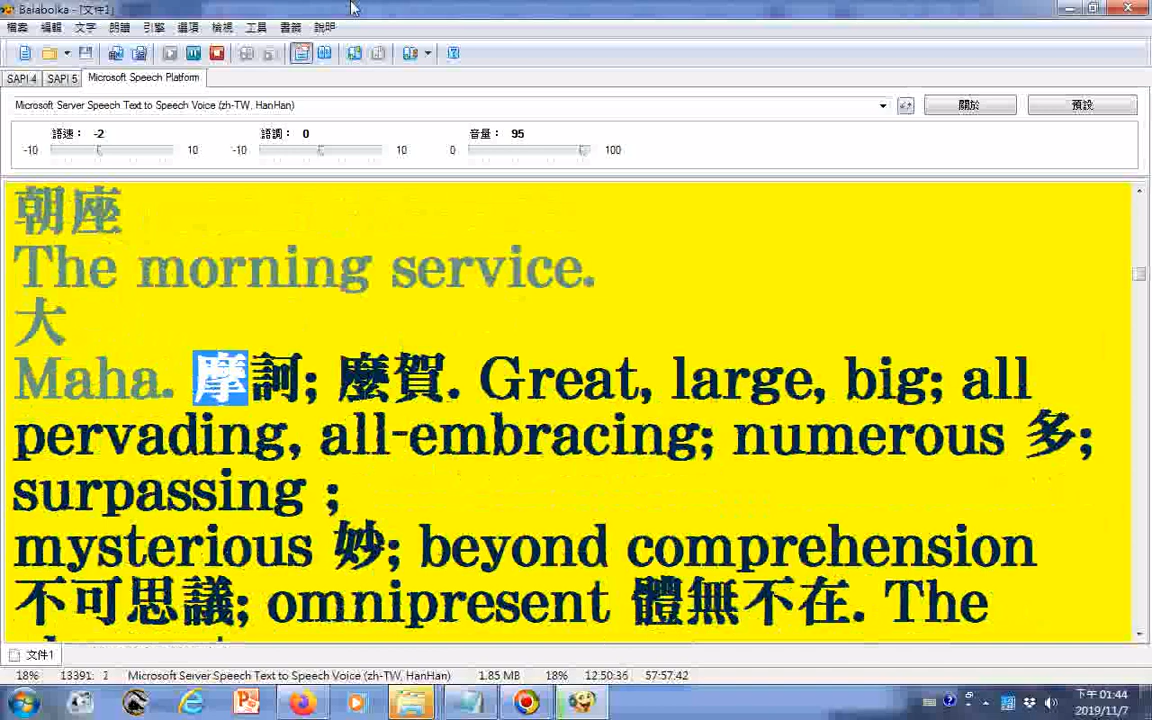 Balabolka - [文件1]
檔案 編輯 文字 朗讀 引擎 選項 檢視 工具 書籤 說明
SAPI 4 SAPI 5 Microsoft Speech Platform
Microsoft Server Speech Text to Speech Voice (zh-TW, HanHan) 關於 預設
語速： -2 語調： 0 音量： 95
-10 10 -10 10 0 100
朝座
The morning service.
大
Maha. 摩訶; 麼賀. Great, large, big; all
pervading, all-embracing; numerous 多;
surpassing ;
mysterious 妙; beyond comprehension
不可思議; omnipresent 體無不在. The
文件1
18% 13391: Microsoft Server Speech Text to Speech Voice (zh-TW, HanHan) 1.85 MB 18% 12:50:36 57:57:42
下午 01:44
2019/11/7